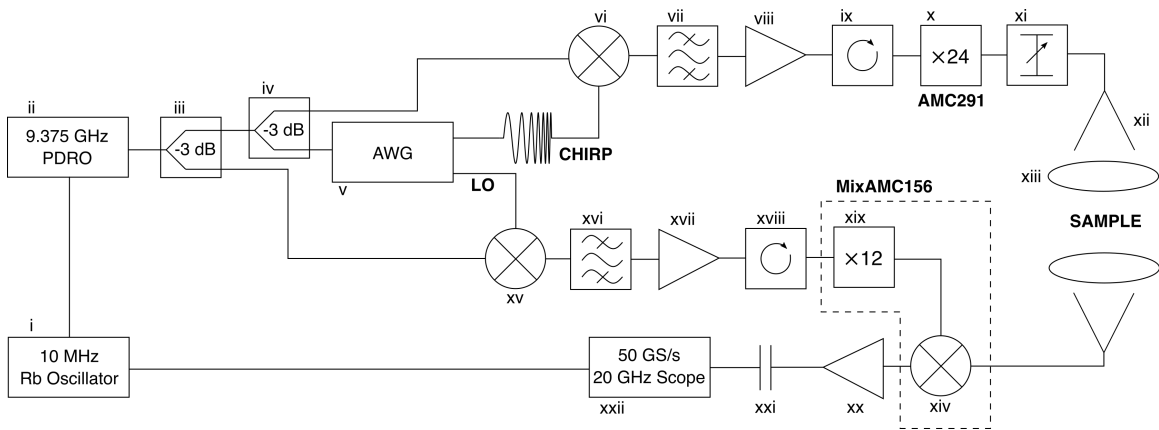 vi
vii
viii
ix
x
xi
×24
AMC291
ii
iii
iv
9.375 GHz
PDRO
-3 dB
-3 dB
AWG
v
CHIRP
LO
xii
xiii
SAMPLE
MixAMC156
xv
xvi
xvii
xviii
xix
×12
xiv
i
10 MHz
Rb Oscillator
50 GS/s
20 GHz Scope
xxii
xxi
xx